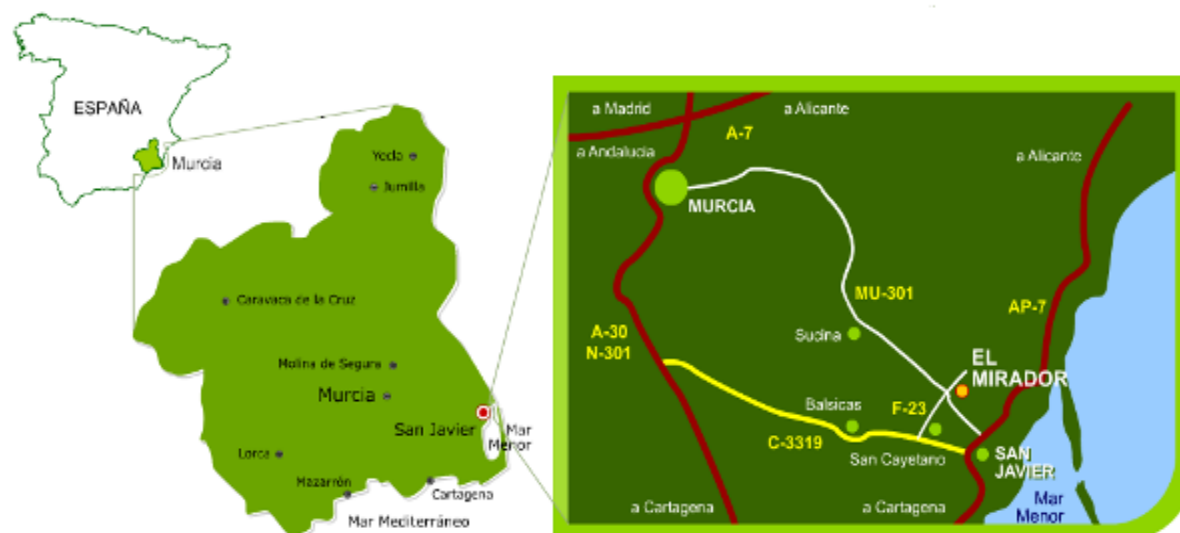 ESPAÑA
Murcia
Yecla
Jumilla
Caravaca de la Cruz
Molina de Segura
Murcia
San Javier
Mar
Menor
Lorca
Mazarrón
Cartagena
Mar Mediterráneo
a Madrid
a Alicante
A-7
a Andalucia
a Alicante
MURCIA
MU-301
AP-7
A-30
N-301
Sucina
EL
MIRADOR
Balsicas
F-23
C-3319
San Cayetano
SAN
JAVIER
a Cartagena
a Cartagena
Mar
Menor